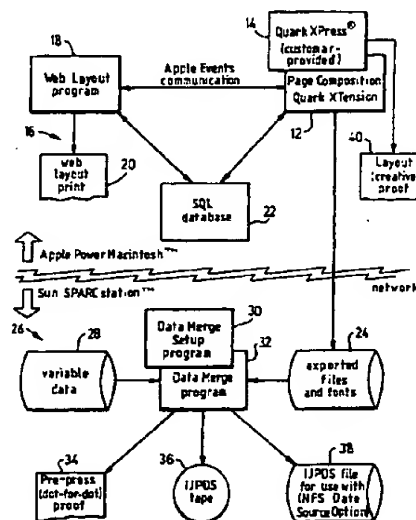 14
Quark XPress®
(customer-
provided)
18
Web Layout
program
Apple Events
communication
Page Composition
Quark XTension
16
12
40
web
layout
print
20
Layout
(creative
proof
SQL
database
22
Apple Power Macintosh™
network
Sun SPARCstation™
26
28
30
Data Merge
Setup
program
32
24
variable
data
Data Merge
program
exported
files
and fonts
34
36
38
Pre-press
(dot-for-dot)
proof
IJPDS
tape
IJPDS file
for use with
(NFS Date
SourceOption)